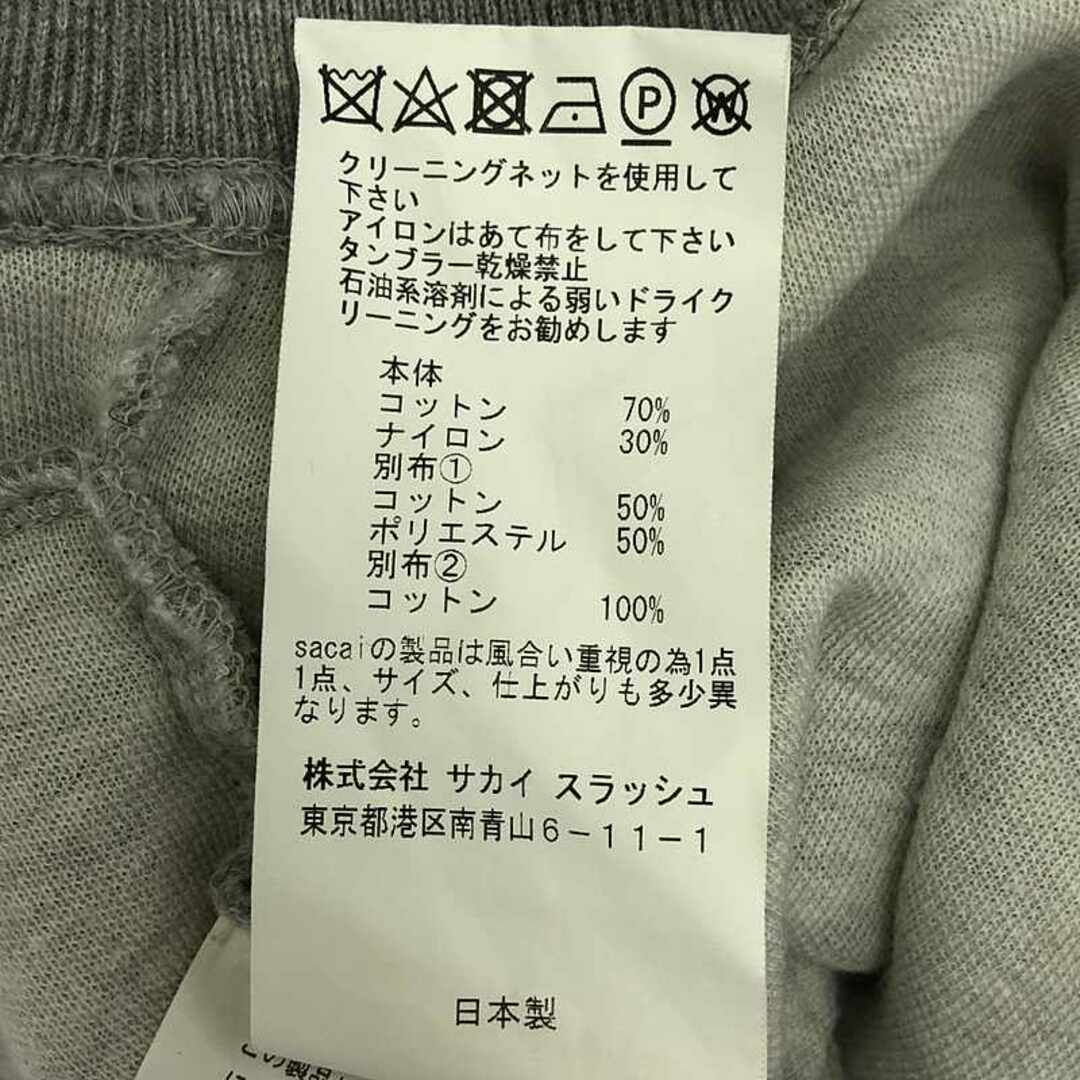 P W
クリーニングネットを使用して
下さい
アイロンはあて布をして下さい
タンブラー乾燥禁止
石油系溶剤による弱いドライク
リーニングをお勧めします
本体
コットン 70%
ナイロン 30%
別布①
コットン 50%
ポリエステル 50%
別布②
コットン 100%
sacaiの製品は風合い重視の為1点
1点、サイズ、仕上がりも多少異
なります。
株式会社 サカイ スラッシュ
東京都港区南青山6-11-1
日本製
この製品